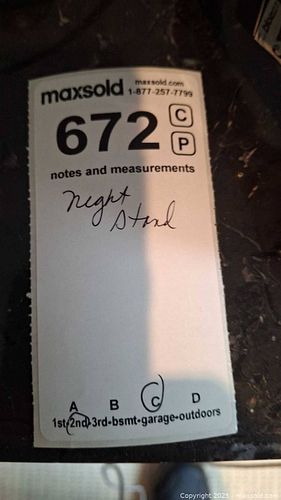 maxsold maxsold.com
1-877-257-7799
672 C
P
notes and measurements
Night
Stand
A B C D
1st-2nd-3rd-bsmt-garage-outdoors
Copyright 2025 - Maxsold.com